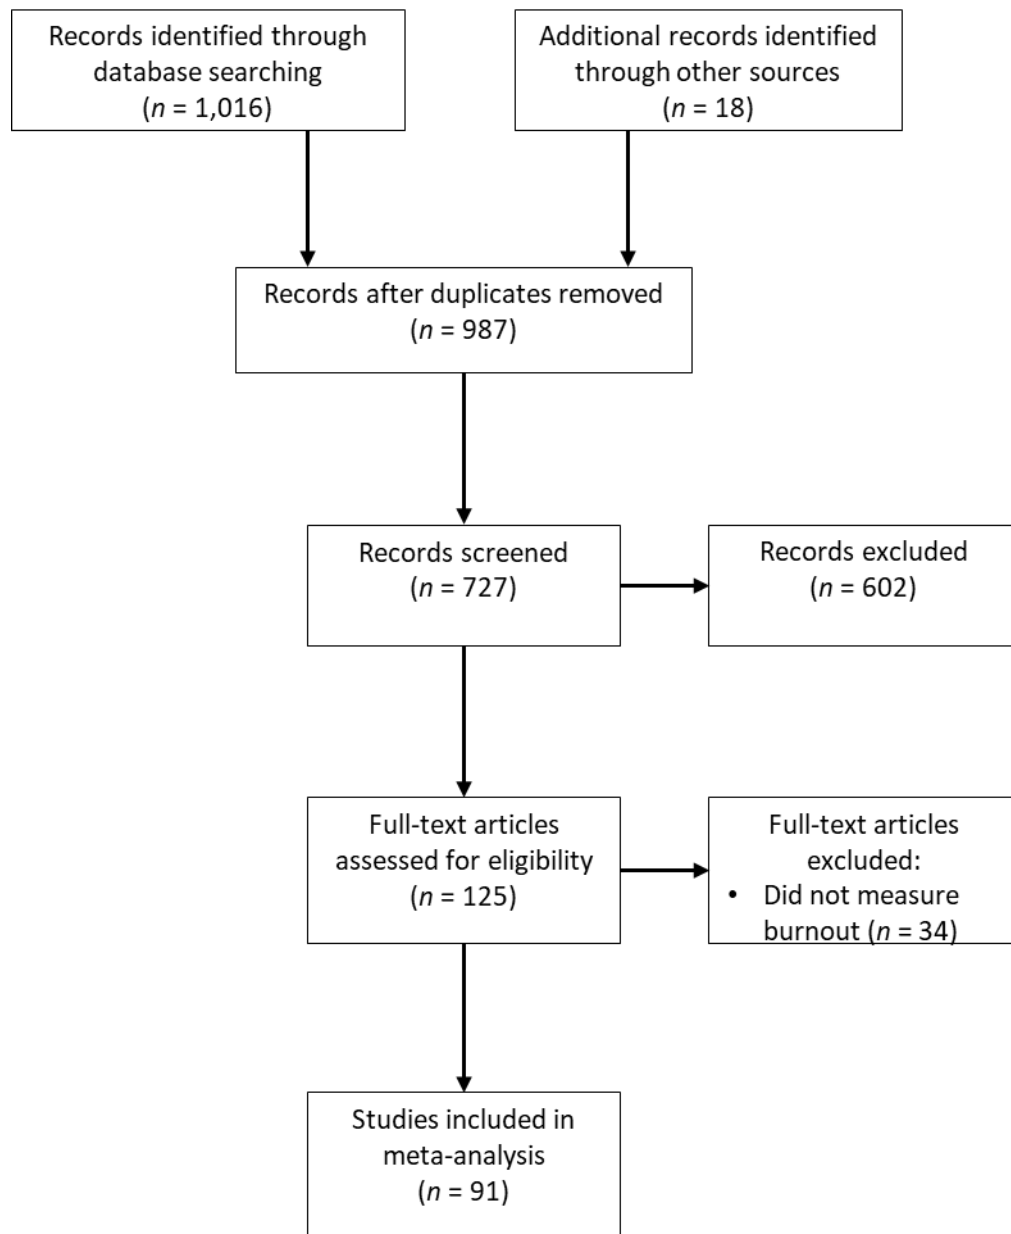 Records identified through
database searching
(n = 1,016)
Additional records identified
through other sources
(n = 18)
Records after duplicates removed
(n = 987)
Records screened
(n = 727)
Records excluded
(n = 602)
Full-text articles
assessed for eligibility
(n = 125)
Full-text articles
excluded:
• Did not measure
burnout (n = 34)
Studies included in
meta-analysis
(n = 91)